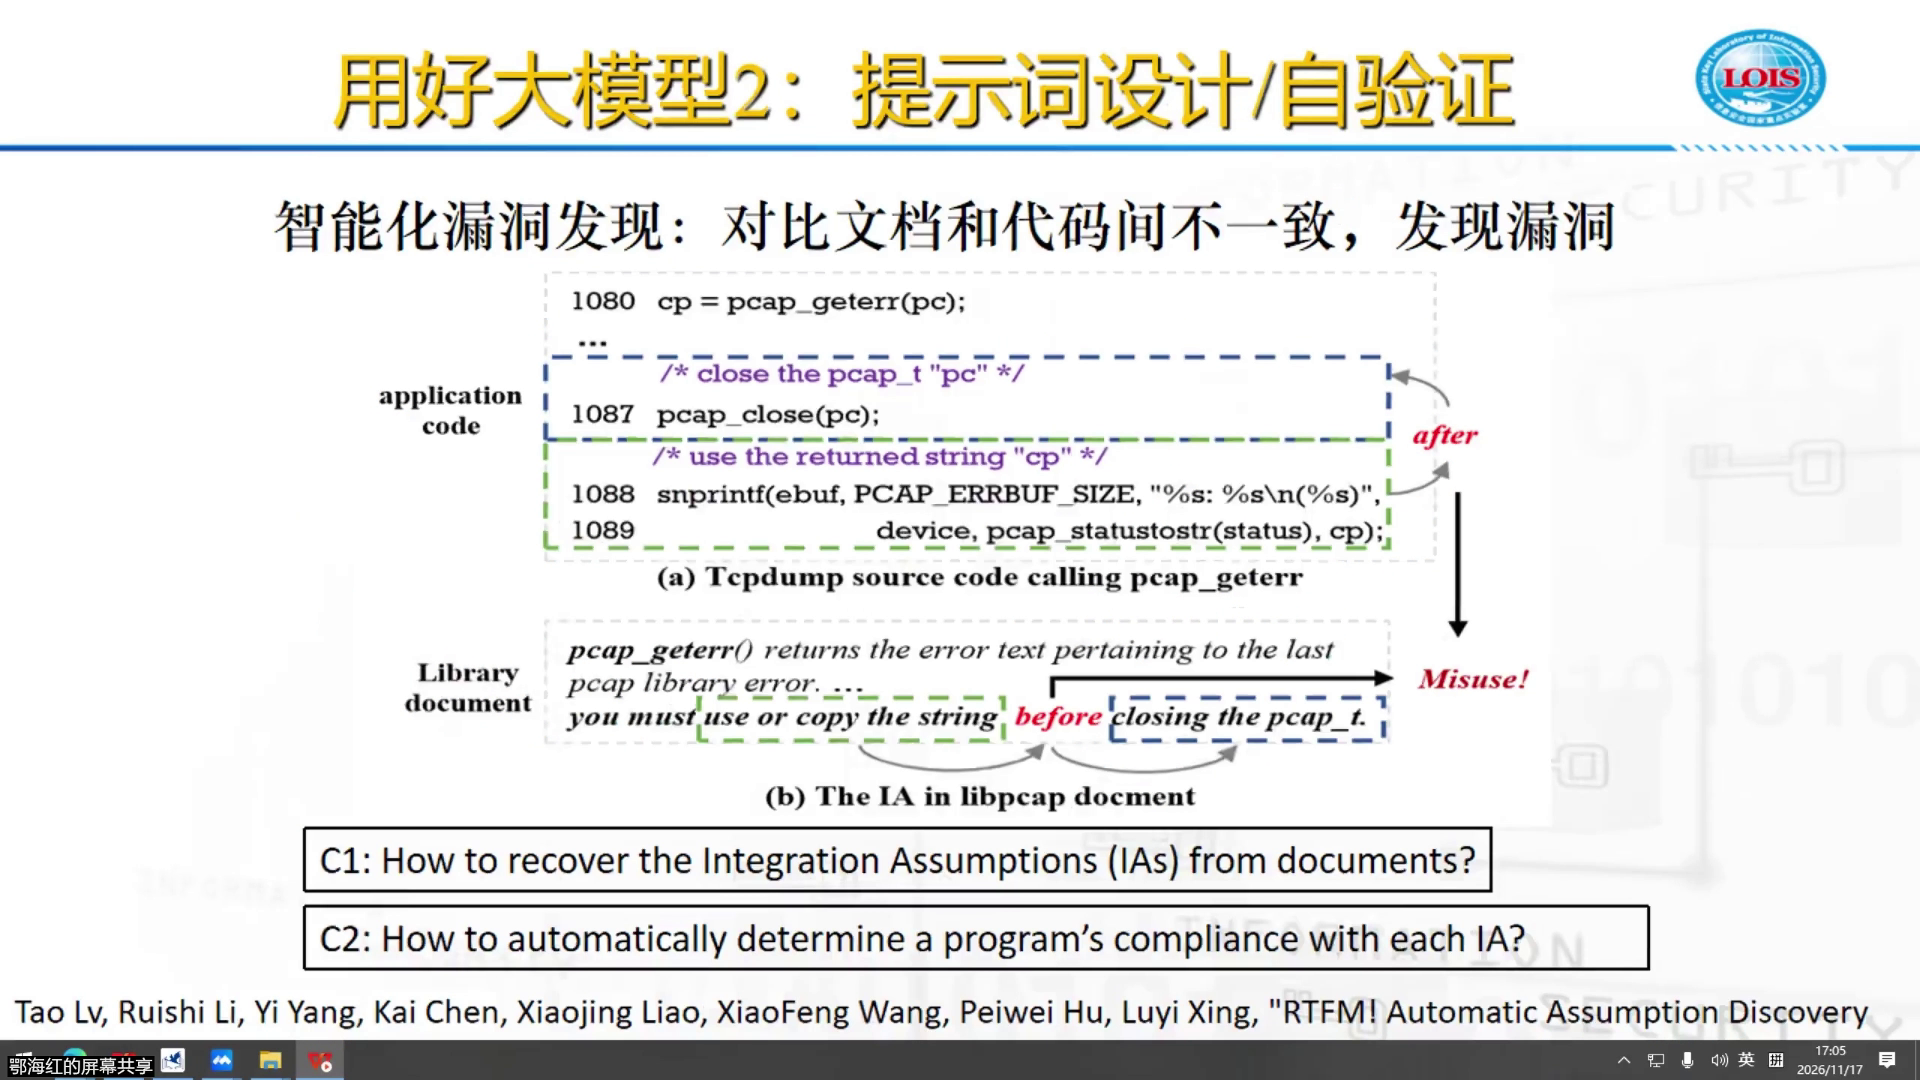 用好大模型2：提示词设计/自验证
LOIS
智能化漏洞发现：对比文档和代码间不一致，发现漏洞
application
code
1080 cp = pcap_geterr(pc);
...
/* close the pcap_t "pc" */
1087 pcap_close(pc);
/* use the returned string "cp" */
1088 snprintf(ebuf, PCAP_ERRBUF_SIZE, "%s: %s\n(%s)",
1089 device, pcap_statustostr(status), cp);
after
(a) Tcpdump source code calling pcap_geterr
Library
document
pcap_geterr() returns the error text pertaining to the last
pcap library error. ...
you must use or copy the string before closing the pcap_t.
Misuse!
(b) The IA in libpcap docment
C1: How to recover the Integration Assumptions (IAs) from documents?
C2: How to automatically determine a program’s compliance with each IA?
Tao Lv, Ruishi Li, Yi Yang, Kai Chen, Xiaojing Liao, XiaoFeng Wang, Peiwei Hu, Luyi Xing, "RTFM! Automatic Assumption Discovery
鄂海红的屏幕共享
英
拼
17:05
2026/11/17